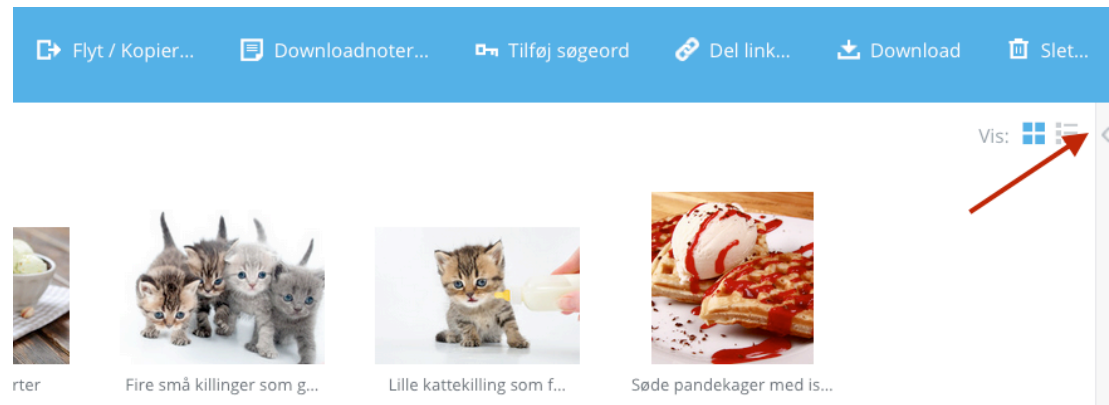 Flyt / Kopier... Downloadnoter... Tilføj søgeord Del link... Download Slet...
Vis:
rter Fire små killinger som g... Lille kattekilling som f... Søde pandekager med is...